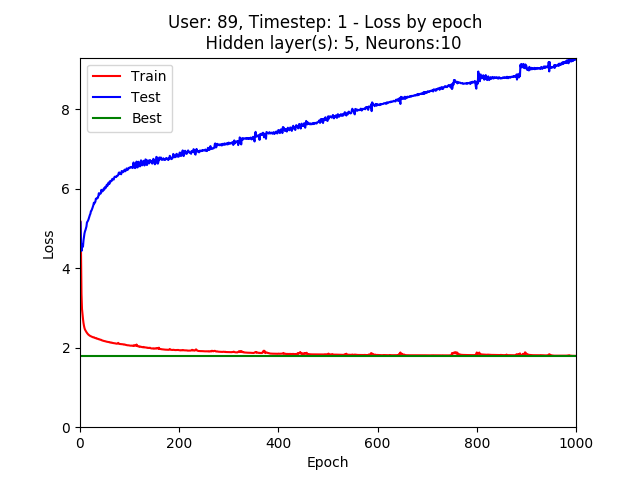 User: 89, Timestep: 1 - Loss by epoch
Hidden layer(s): 5, Neurons:10
Train
Test
Best
8
6
4
2
0
Loss
0
200
400
600
800
1000
Epoch